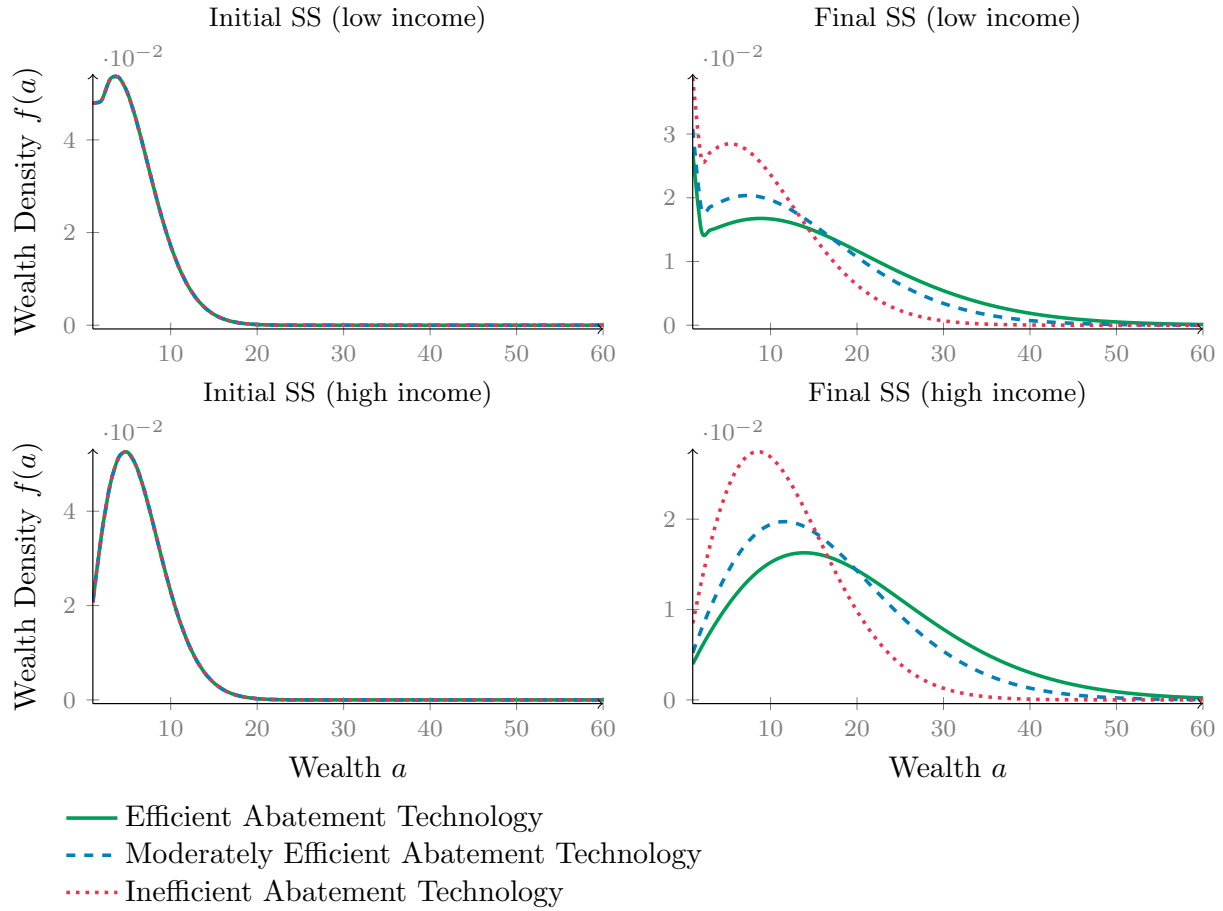 Initial SS (low income)
Final SS (low income)
·10−2
·10−2
Wealth Density f(a)
4
2
0
3
2
1
0
10 20 30 40 50 60
10 20 30 40 50 60
Initial SS (high income)
Final SS (high income)
·10−2
·10−2
Wealth Density f(a)
4
2
0
2
1
0
10 20 30 40 50 60
10 20 30 40 50 60
Wealth a
Wealth a
Efficient Abatement Technology
Moderately Efficient Abatement Technology
Inefficient Abatement Technology